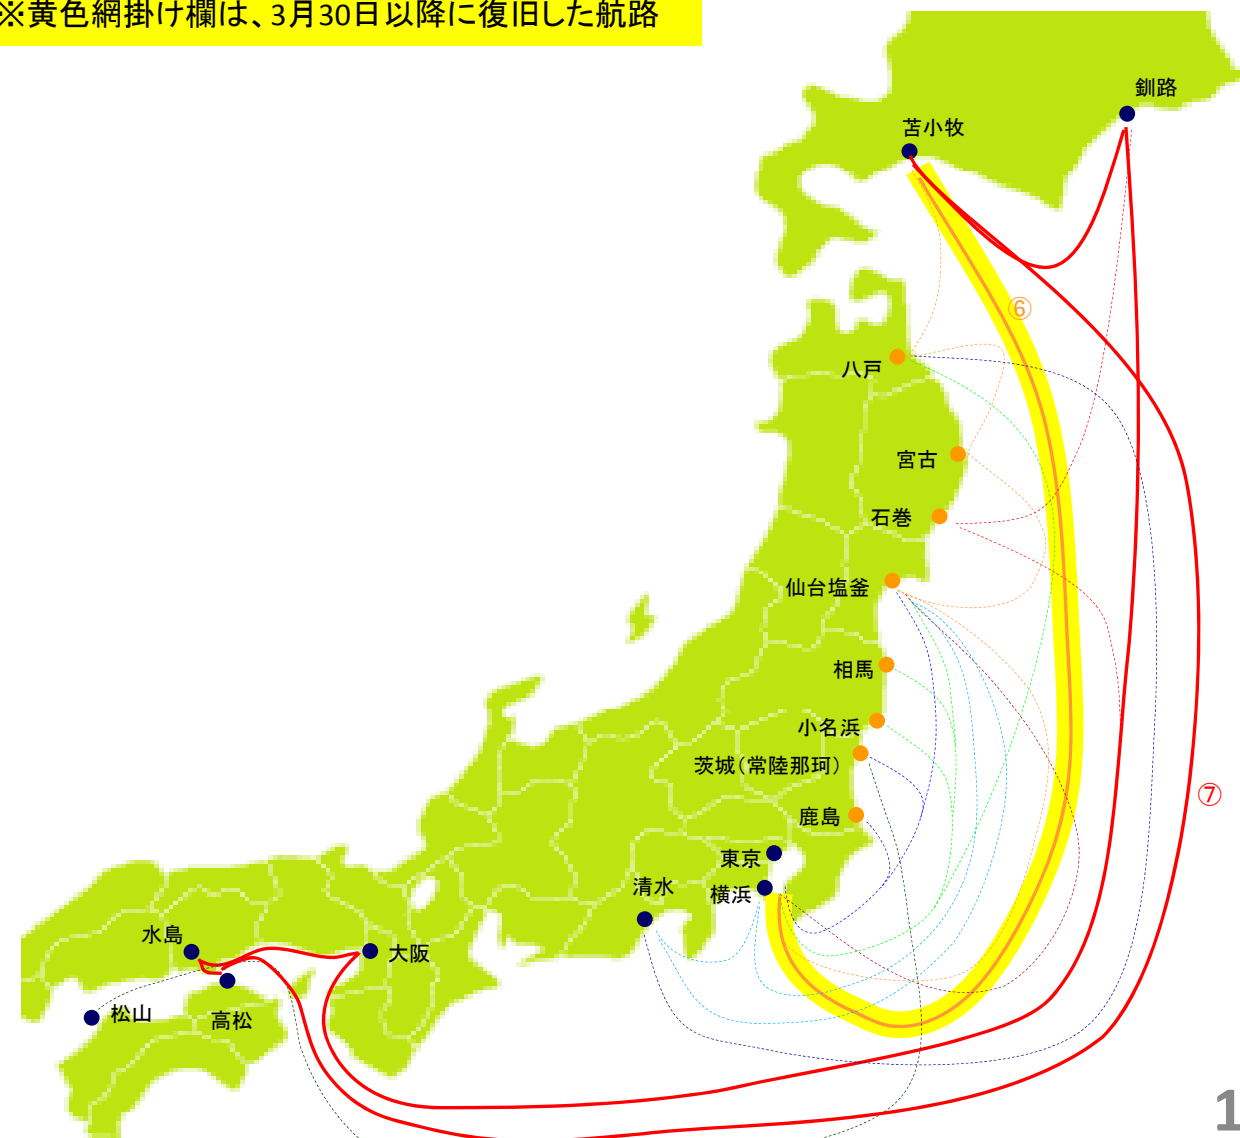 ※黄色網掛け欄は、3月30日以降に復旧した航路
釧路
苫小牧
⑥
八戸
宮古
石巻
仙台塩釜
相馬
小名浜
茨城（常陸那珂）
⑦
鹿島
東京
清水
横浜
水島
大阪
松山
高松
1